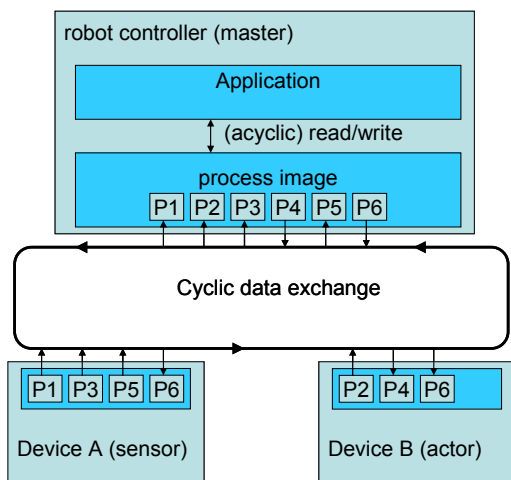 robot controller (master)
Application
(acyclic) read/write
process image
P1 P2 P3 P4 P5 P6
Cyclic data exchange
P1 P3 P5 P6
P2 P4 P6
Device A (sensor)
Device B (actor)